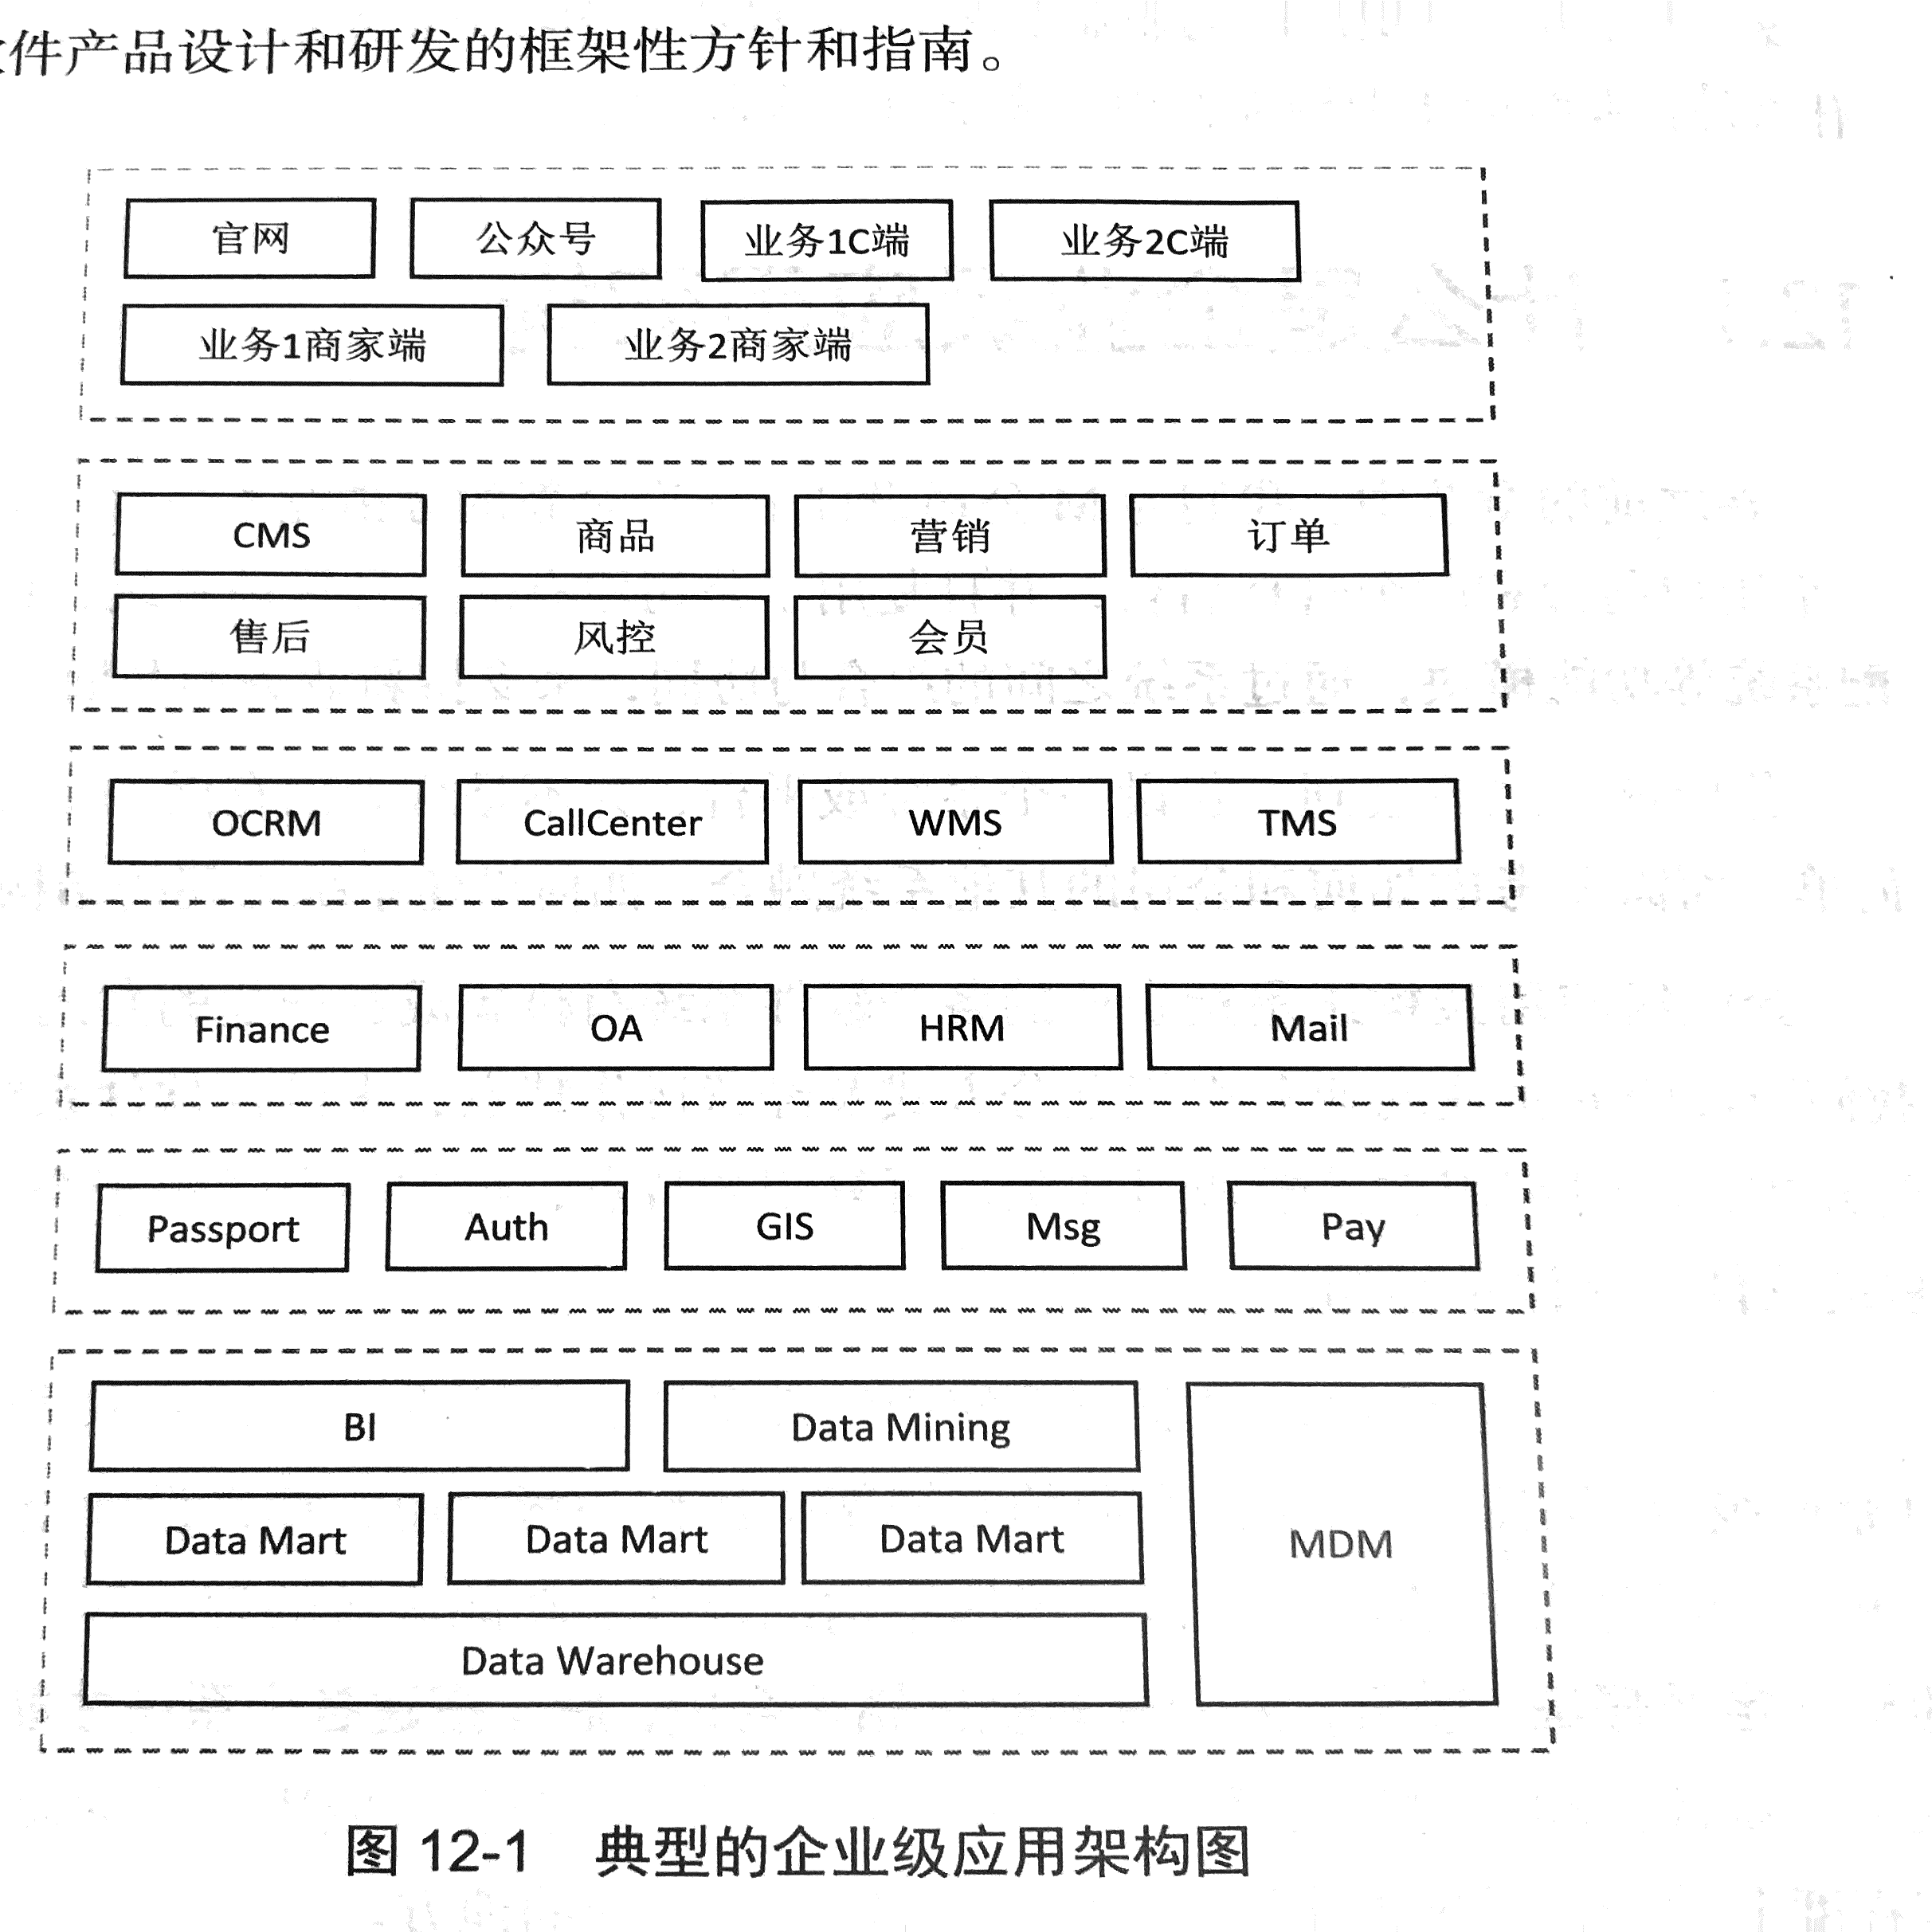 件产品设计和研发的框架性方针和指南。
官网 公众号 业务1C端 业务2C端
业务1商家端 业务2商家端
CMS 商品 营销 订单
售后 风控 会员
OCRM CallCenter WMS TMS
Finance OA HRM Mail
Passport Auth GIS Msg Pay
BI Data Mining
Data Mart Data Mart Data Mart MDM
Data Warehouse
图 12-1 典型的企业级应用架构图